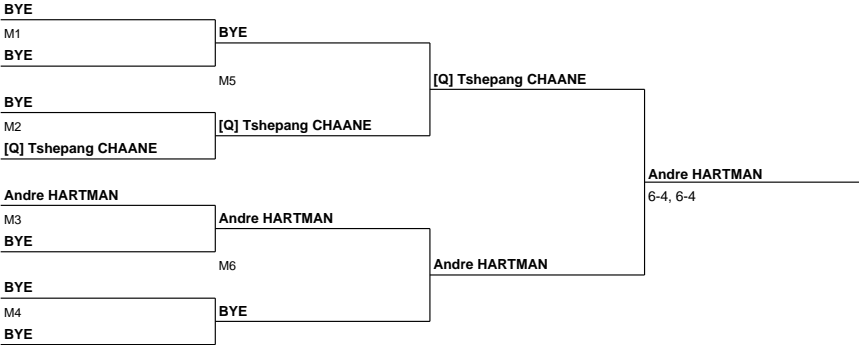 BYE
M1
BYE
BYE
M5
[Q] Tshepang CHAANE
BYE
M2
[Q] Tshepang CHAANE
[Q] Tshepang CHAANE
Andre HARTMAN
6-4, 6-4
Andre HARTMAN
M3
Andre HARTMAN
BYE
M6
Andre HARTMAN
BYE
M4
BYE
BYE